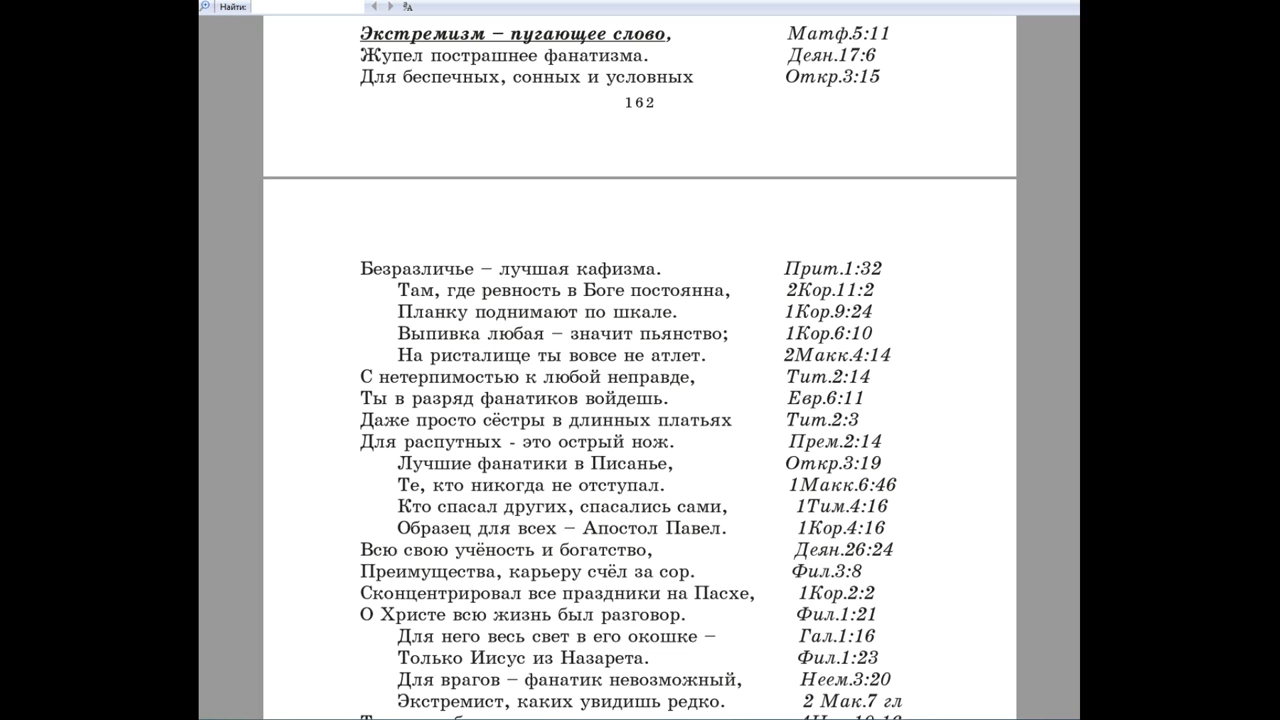 Найти:
Экстремизм – пугающее слово, Матф.5:11
Жупел пострашнее фанатизма. Деян.17:6
Для беспечных, сонных и условных Откр.3:15
162
Безразличье – лучшая кафизма. Прит.1:32
Там, где ревность в Боге постоянна, 2Кор.11:2
Планку поднимают по шкале. 1Кор.9:24
Выпивка любая – значит пьянство; 1Кор.6:10
На ристалище ты вовсе не атлет. 2Макк.4:14
С нетерпимостью к любой неправде, Тит.2:14
Ты в разряд фанатиков войдешь. Евр.6:11
Даже просто сёстры в длинных платьях Тит.2:3
Для распутных - это острый нож. Прем.2:14
Лучшие фанатики в Писанье, Откр.3:19
Те, кто никогда не отступал. 1Макк.6:46
Кто спасал других, спасались сами, 1Тим.4:16
Образец для всех – Апостол Павел. 1Кор.4:16
Всю свою учёность и богатство, Деян.26:24
Преимущества, карьеру счёл за сор. Фил.3:8
Сконцентрировал все праздники на Пасхе, 1Кор.2:2
О Христе всю жизнь был разговор. Фил.1:21
Для него весь свет в его окошке – Гал.1:16
Только Иисус из Назарета. Фил.1:23
Для врагов – фанатик невозможный, Неем.3:20
Экстремист, каких увидишь редко. 2 Мак.7 гл